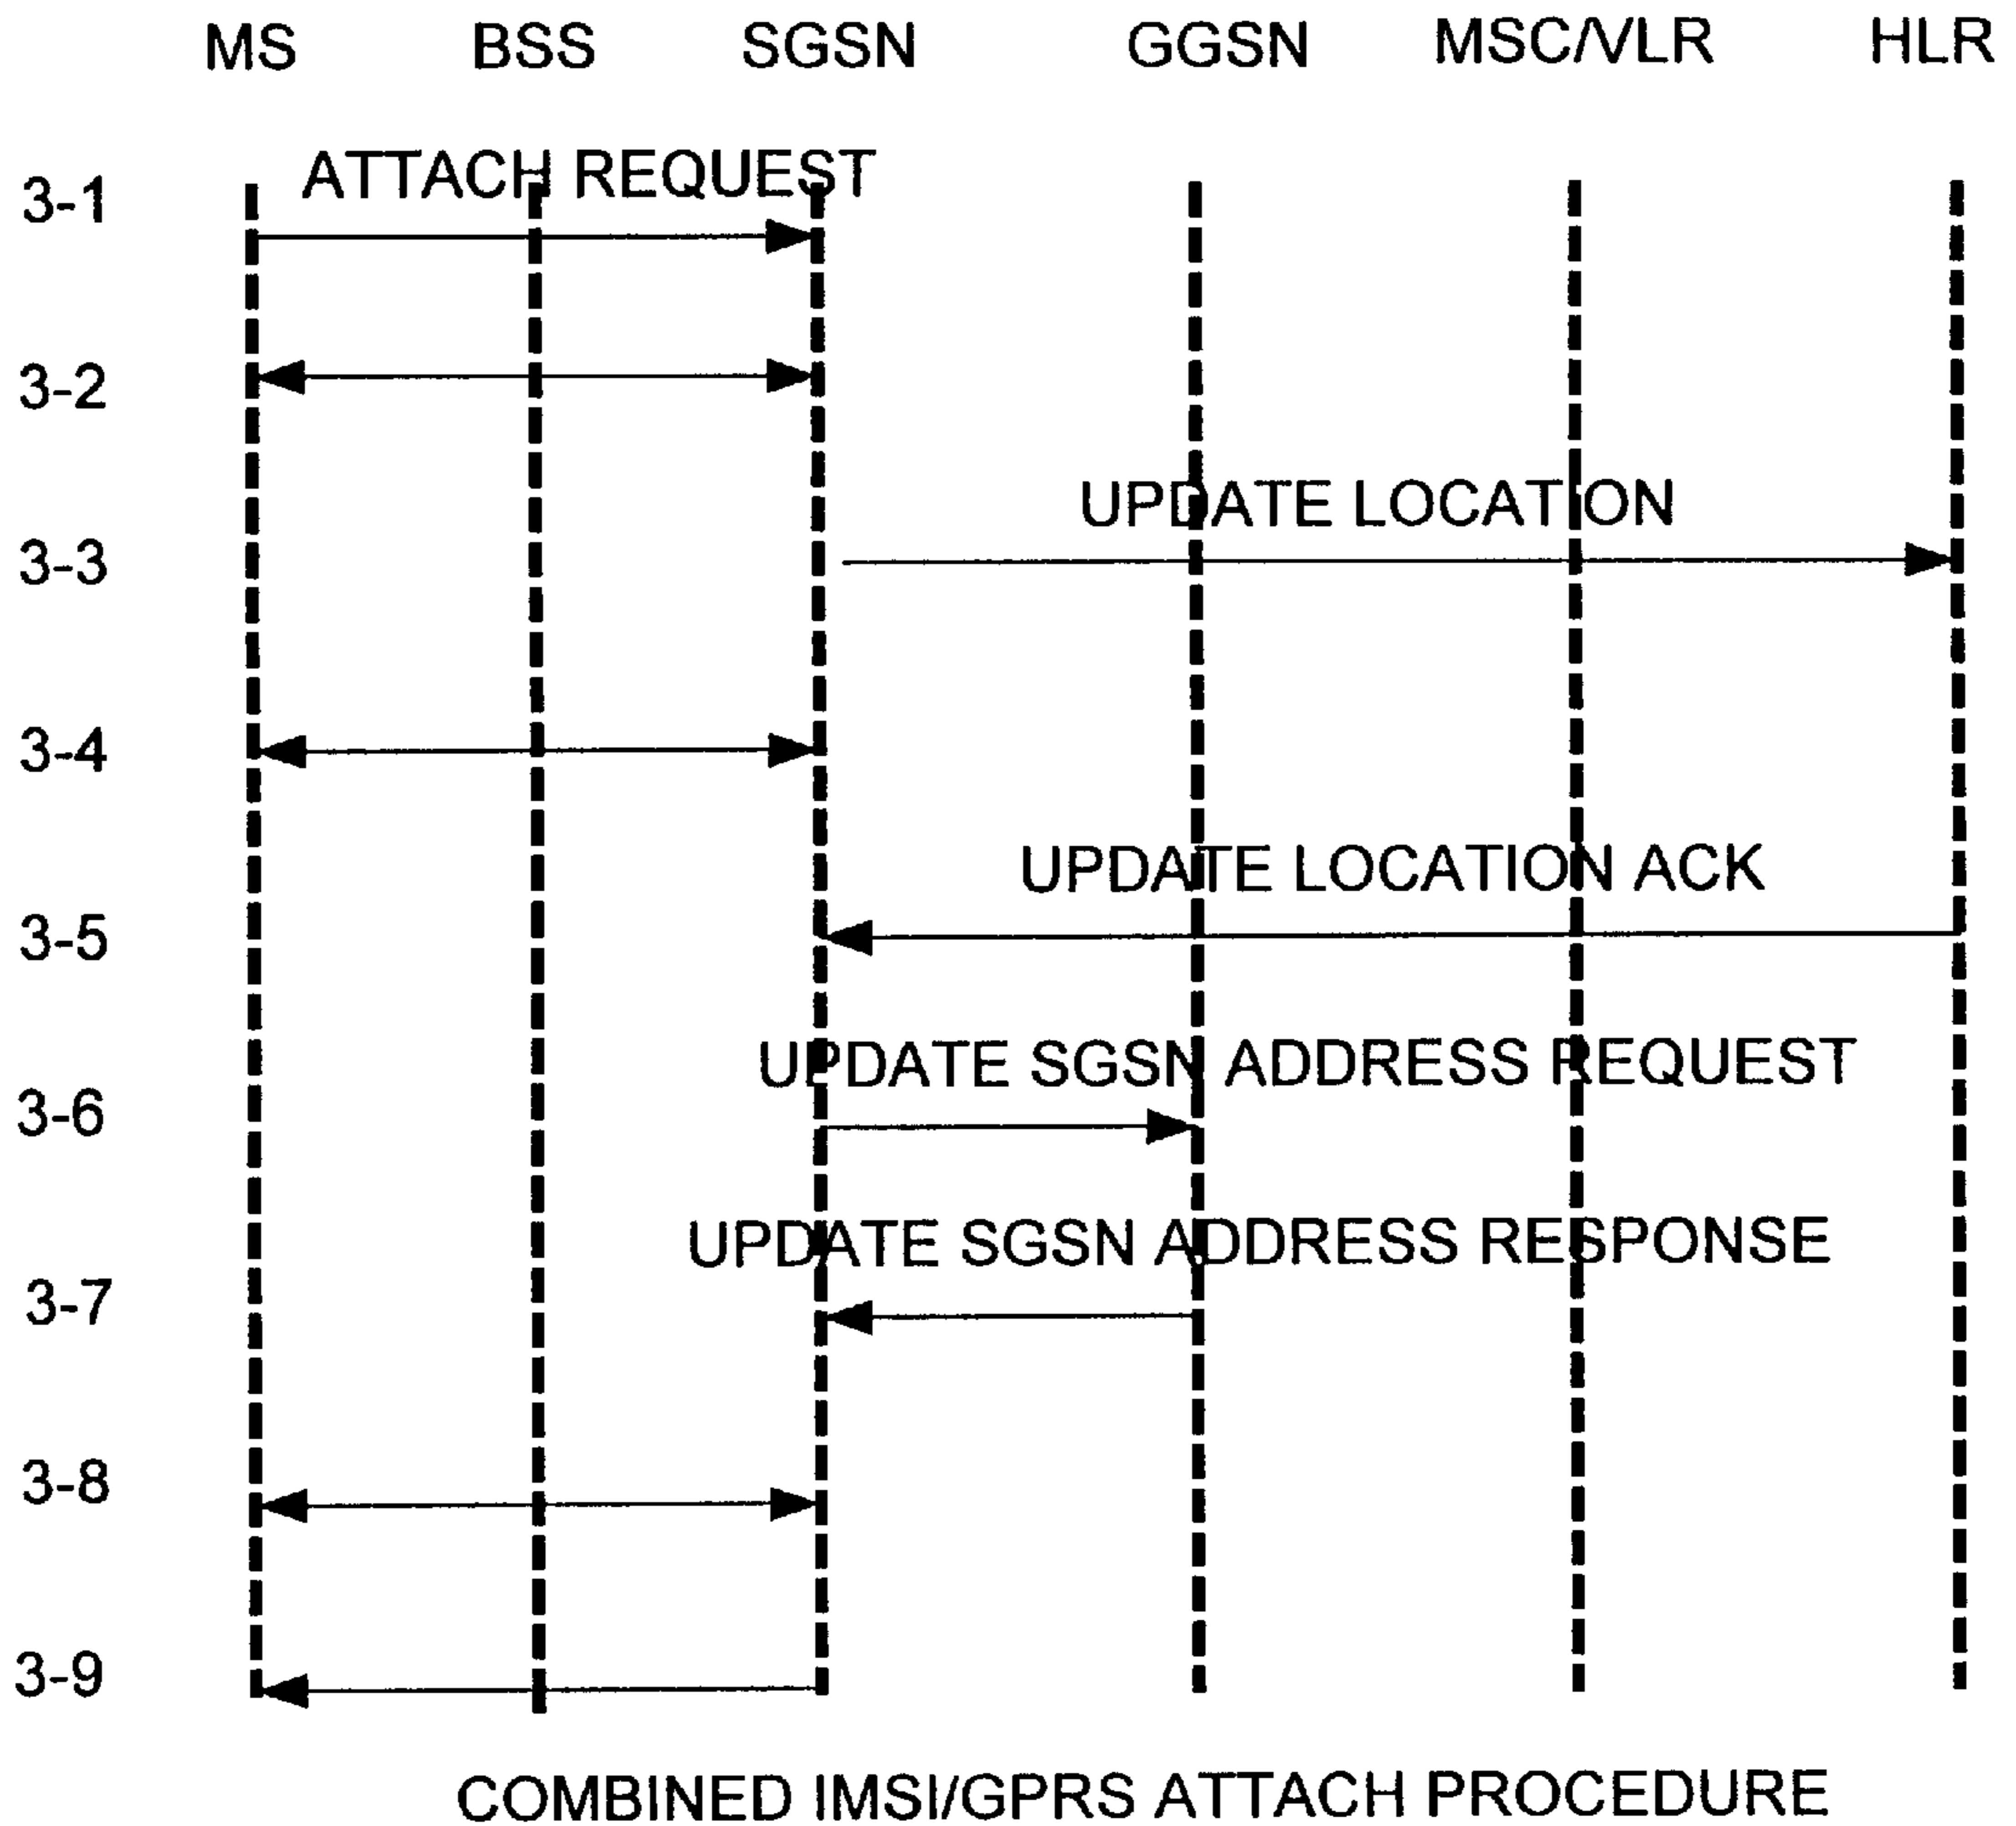 MS BSS SGSN GGSN MSC/VLR HLR
ATTACH REQUEST
3-1
3-2
UPDATE LOCATION
3-3
3-4
UPDATE LOCATION ACK
3-5
UPDATE SGSN ADDRESS REQUEST
3-6
UPDATE SGSN ADDRESS RESPONSE
3-7
3-8
3-9
COMBINED IMSI/GPRS ATTACH PROCEDURE